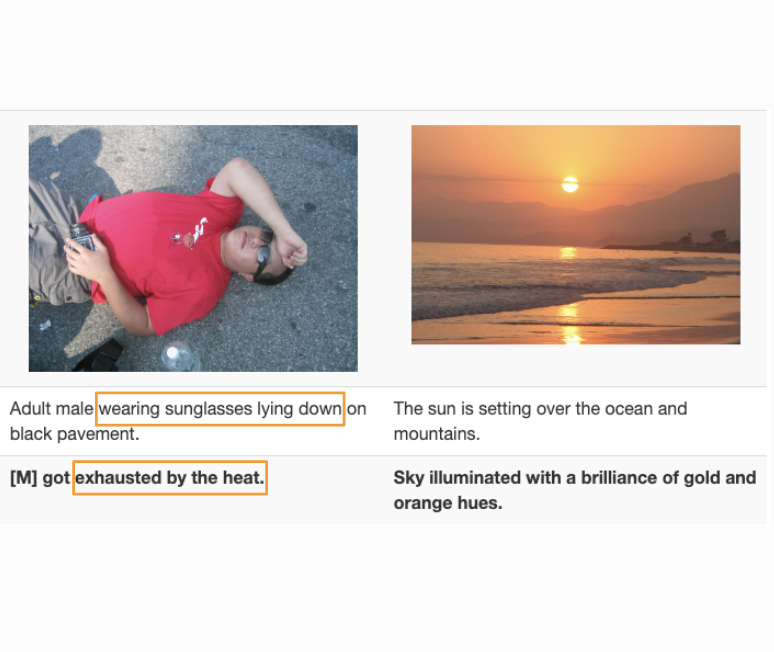 Adult male wearing sunglasses lying down on
black pavement.
The sun is setting over the ocean and
mountains.
[M] got exhausted by the heat.
Sky illuminated with a brilliance of gold and
orange hues.